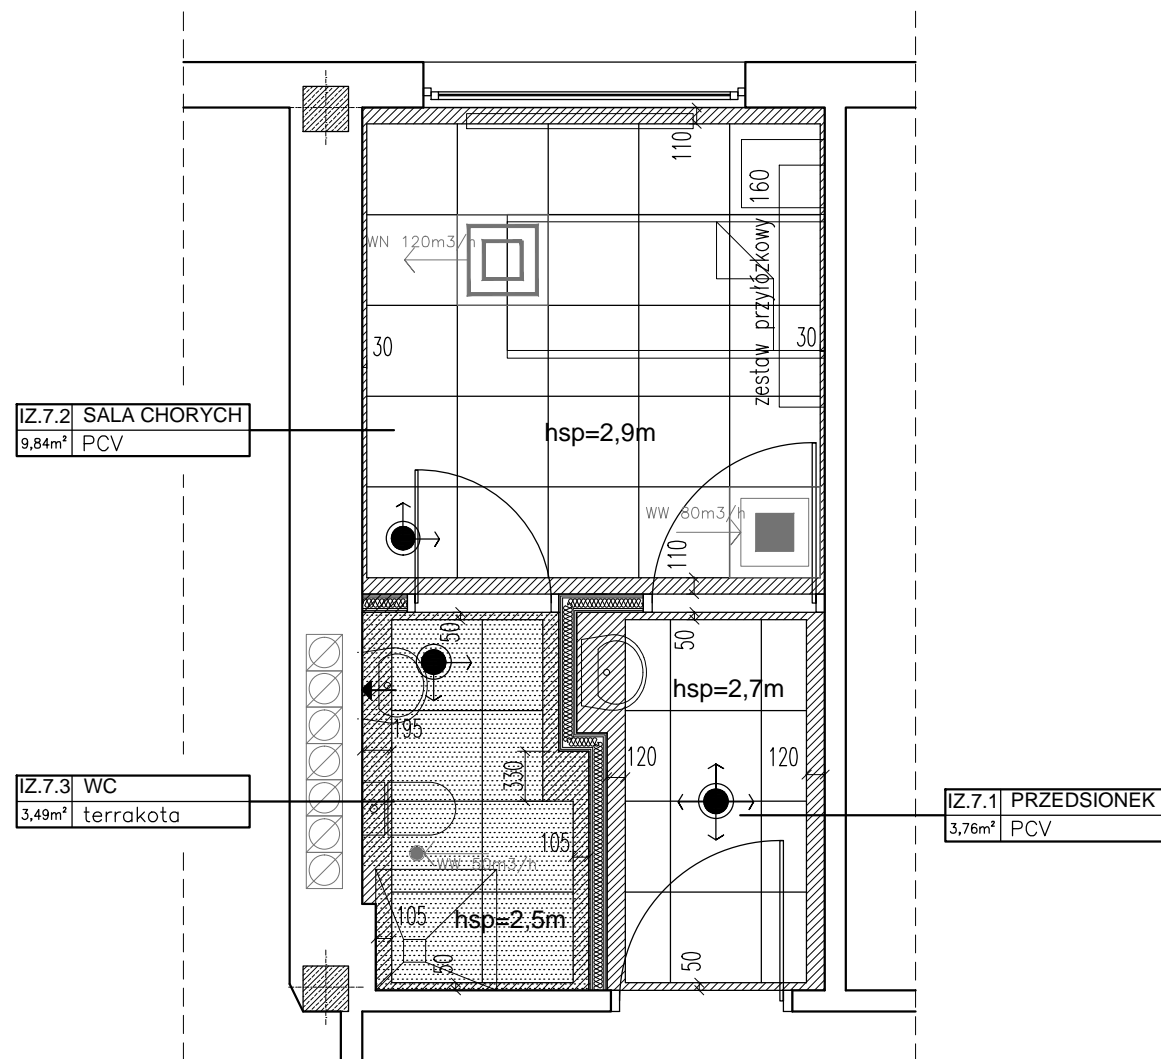 110
160
zestaw przyłóżkowy
WN 120m3/h
30
30
IZ.7.2 SALA CHORYCH
9,84m² PCV
hsp=2,9m
WW 80m3/h
110
50
50
hsp=2,7m
195
330
120
120
IZ.7.3 WC
3,49m² terrakota
IZ.7.1 PRZEDSIONEK
3,76m² PCV
105
WW 50m3/h
105
hsp=2,5m
50
50